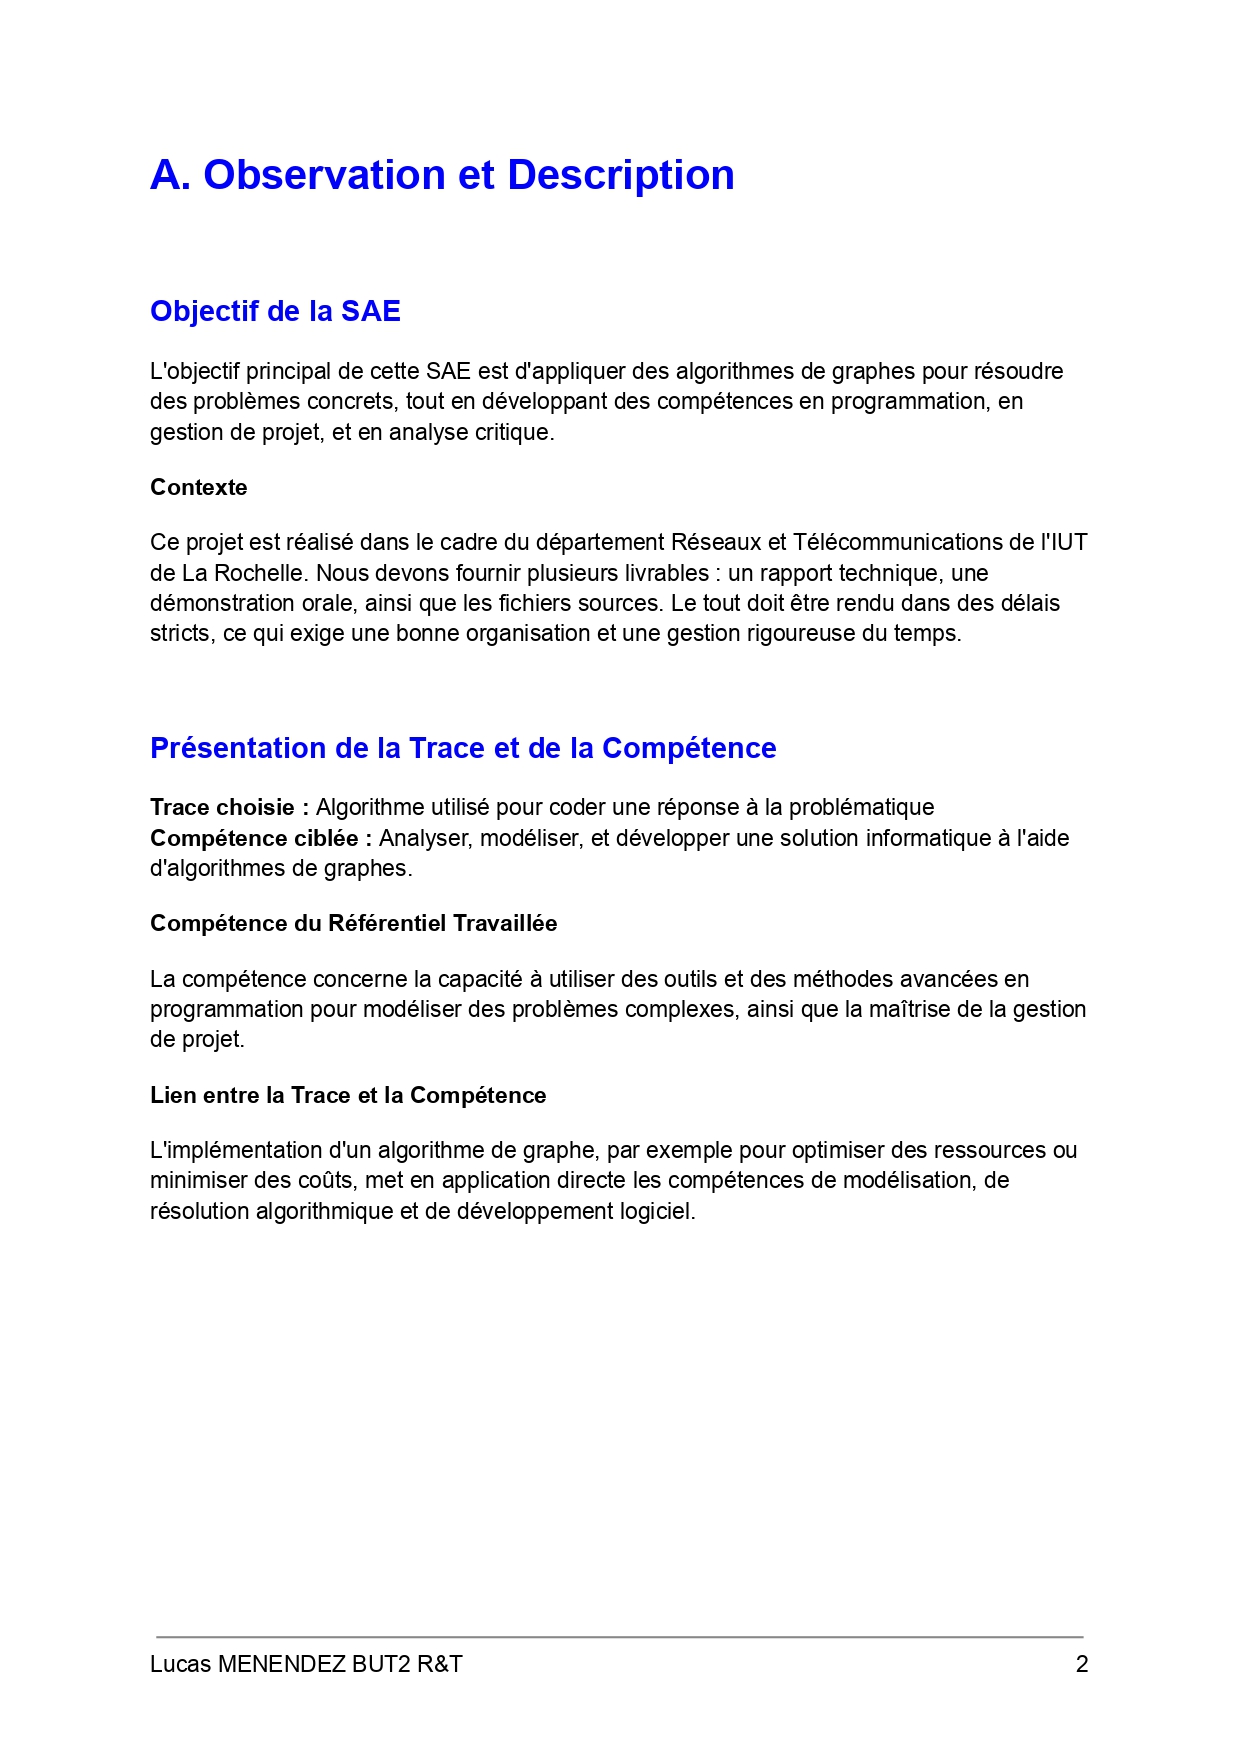 A. Observation et Description
Objectif de la SAE
L'objectif principal de cette SAE est d'appliquer des algorithmes de graphes pour résoudre
des problèmes concrets, tout en développant des compétences en programmation, en
gestion de projet, et en analyse critique.
Contexte
Ce projet est réalisé dans le cadre du département Réseaux et Télécommunications de l'IUT
de La Rochelle. Nous devons fournir plusieurs livrables : un rapport technique, une
démonstration orale, ainsi que les fichiers sources. Le tout doit être rendu dans des délais
stricts, ce qui exige une bonne organisation et une gestion rigoureuse du temps.
Présentation de la Trace et de la Compétence
Trace choisie : Algorithme utilisé pour coder une réponse à la problématique
Compétence ciblée : Analyser, modéliser, et développer une solution informatique à l'aide
d'algorithmes de graphes.
Compétence du Référentiel Travaillée
La compétence concerne la capacité à utiliser des outils et des méthodes avancées en
programmation pour modéliser des problèmes complexes, ainsi que la maîtrise de la gestion
de projet.
Lien entre la Trace et la Compétence
L'implémentation d'un algorithme de graphe, par exemple pour optimiser des ressources ou
minimiser des coûts, met en application directe les compétences de modélisation, de
résolution algorithmique et de développement logiciel.
Lucas MENENDEZ BUT2 R&T 2